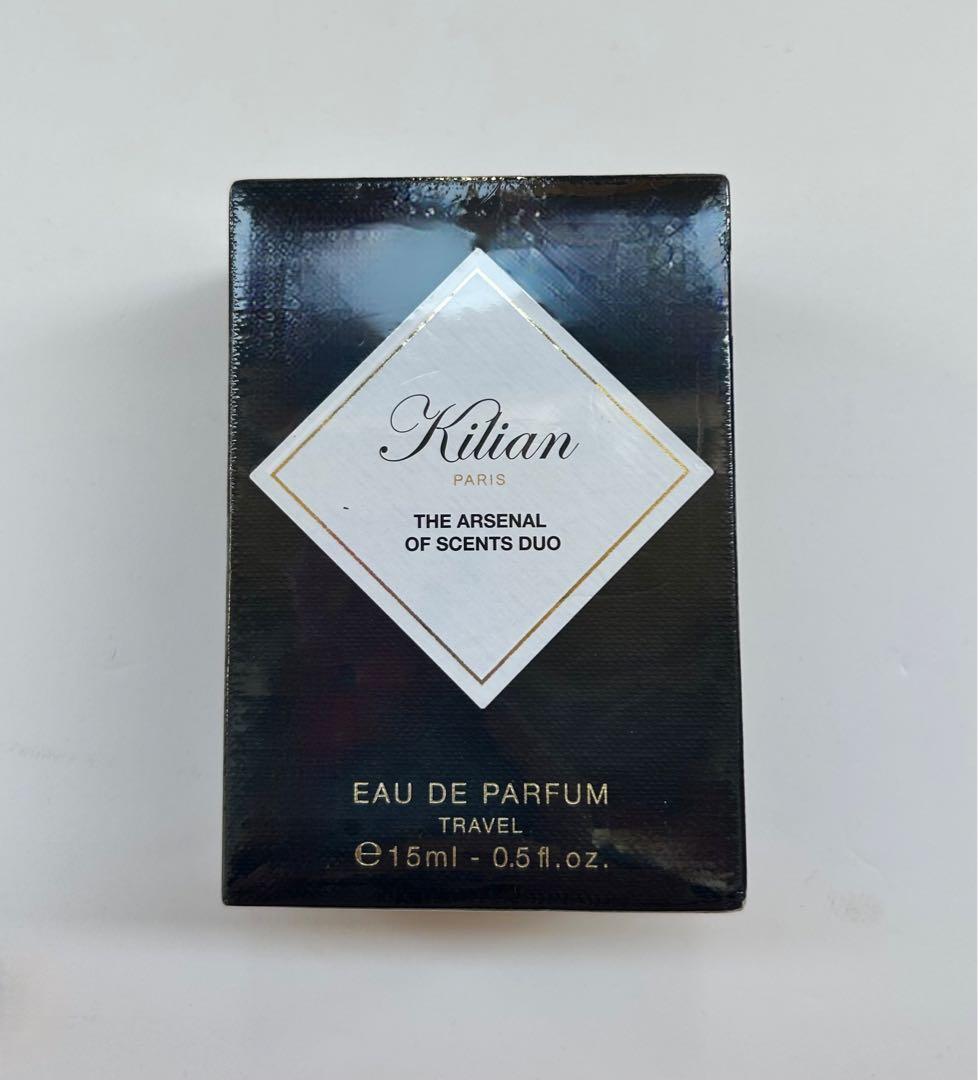 Kilian
PARIS
THE ARSENAL
OF SCENTS DUO
EAU DE PARFUM
TRAVEL
℮15ml - 0.5 fl.oz.